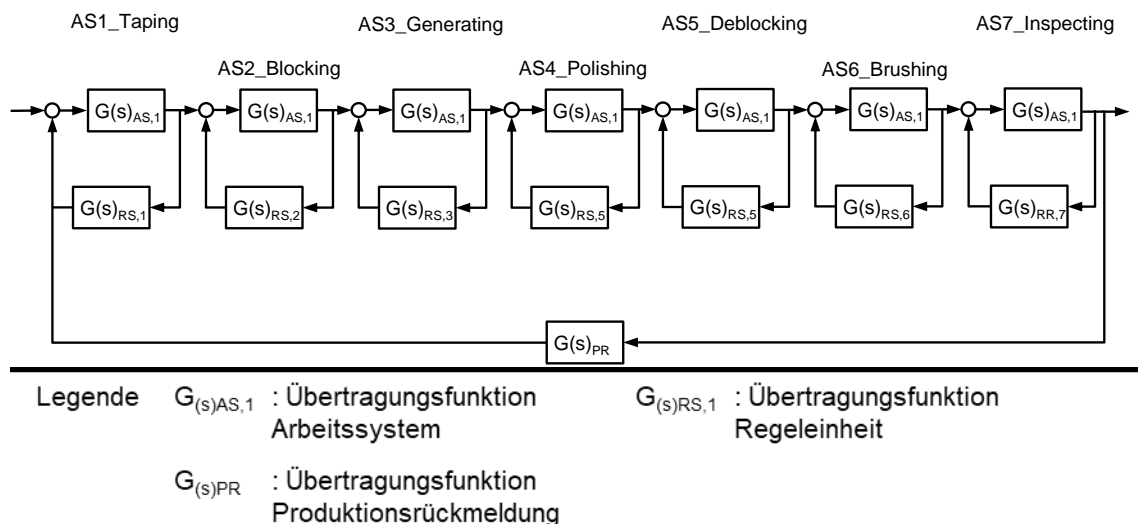 AS1_Taping
AS3_Generating
AS5_Deblocking
AS7_Inspecting
AS2_Blocking
AS4_Polishing
AS6_Brushing
G(s)AS,1
G(s)AS,1
G(s)AS,1
G(s)AS,1
G(s)AS,1
G(s)AS,1
G(s)AS,1
G(s)RS,1
G(s)RS,2
G(s)RS,3
G(s)RS,5
G(s)RS,5
G(s)RS,6
G(s)RR,7
G(s)PR
Legende
G(s)AS,1 : Übertragungsfunktion
Arbeitssystem
G(s)RS,1 : Übertragungsfunktion
Regeleinheit
G(s)PR : Übertragungsfunktion
Produktionsrückmeldung